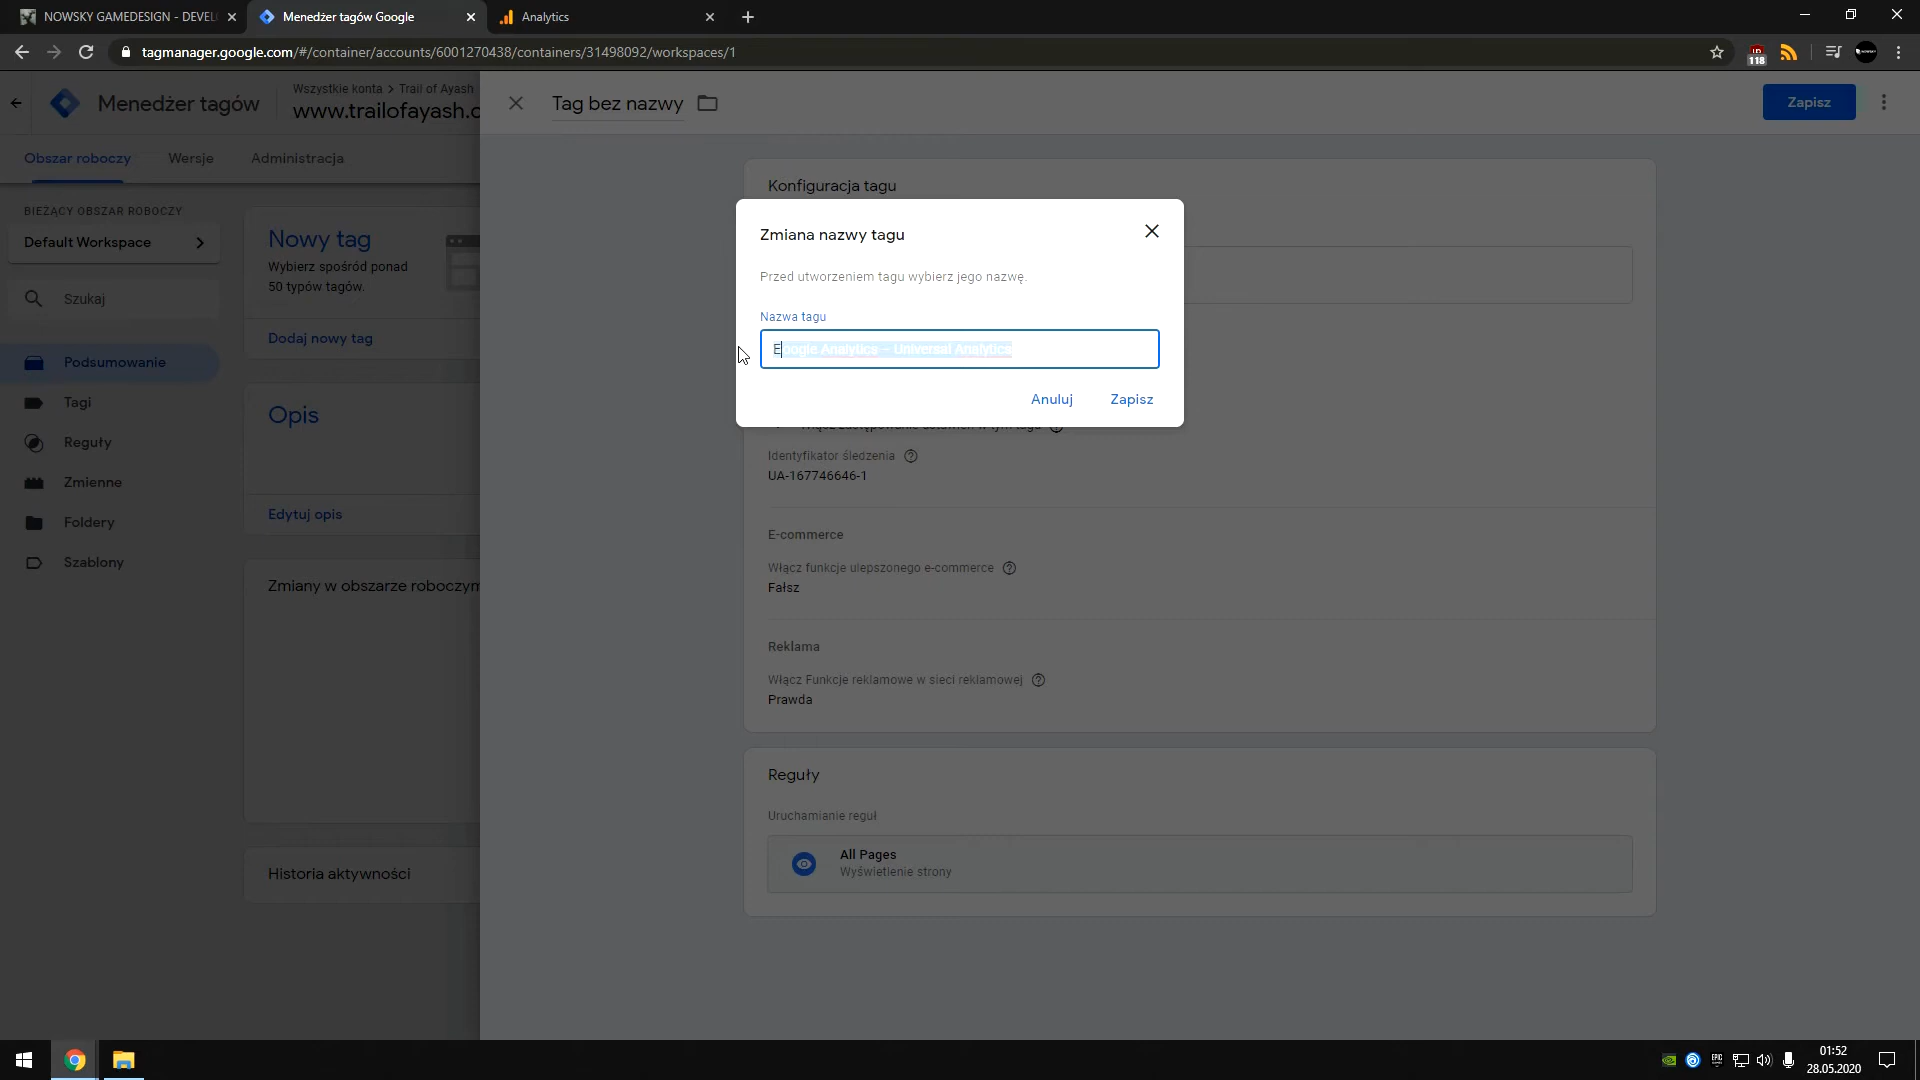 NOWSKY GAMEDESIGN - DEVEL
Menedżer tagów Google
Analytics
tagmanager.google.com/#/container/accounts/6001270438/containers/31498092/workspaces/1
118
Menedżer tagów
Wszystkie konta > Trail of Ayash
www.trailofayash.c
Tag bez nazwy
Zapisz
Obszar roboczy
Wersje
Administracja
BIEŻĄCY OBSZAR ROBOCZY
Default Workspace
Szukaj
Podsumowanie
Tagi
Reguły
Zmienne
Foldery
Szablony
Nowy tag
Wybierz spośród ponad
50 typów tagów.
Dodaj nowy tag
Opis
Edytuj opis
Zmiany w obszarze roboczym
Historia aktywności
Konfiguracja tagu
Zmiana nazwy tagu
Przed utworzeniem tagu wybierz jego nazwę.
Nazwa tagu
Google Analytics – Universal Analytics
Anuluj
Zapisz
Włącz zastępowanie ustawień w tym tagu
Identyfikator śledzenia
UA-167746646-1
E-commerce
Włącz funkcje ulepszonego e-commerce
Fałsz
Reklama
Włącz Funkcje reklamowe w sieci reklamowej
Prawda
Reguły
Uruchamianie reguł
All Pages
Wyświetlenie strony
01:52
28.05.2020